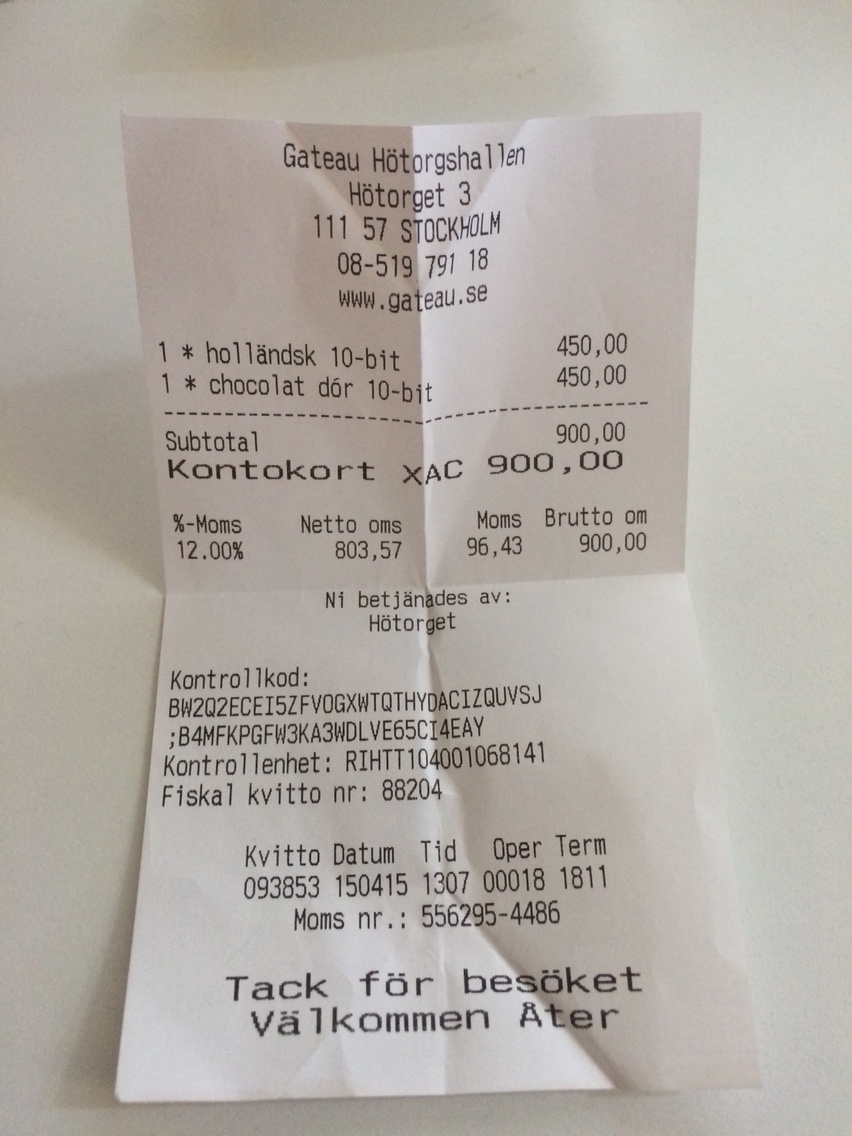 Gateau Hötorgshallen
Hötorget 3
111 57 STOCKHOLM
08-519 791 18
www.gateau.se
1 * holländsk 10-bit 450,00
1 * chocolat dór 10-bit 450,00
Subtotal 900,00
Kontokort XAC 900,00
%-Moms Netto oms Moms Brutto om
12.00% 803,57 96,43 900,00
Ni betjänades av:
Hötorget
Kontrollkod:
BW2Q2ECEI5ZFVOGXWTQTHYDACIZQUVSJ
;B4MFKPGFW3KA3WDLVE65CI4EAY
Kontrollenhet: RIHTT104001068141
Fiskal kvitto nr: 88204
Kvitto Datum Tid Oper Term
093853 150415 1307 00018 1811
Moms nr.: 556295-4486
Tack för besöket
Välkommen Åter